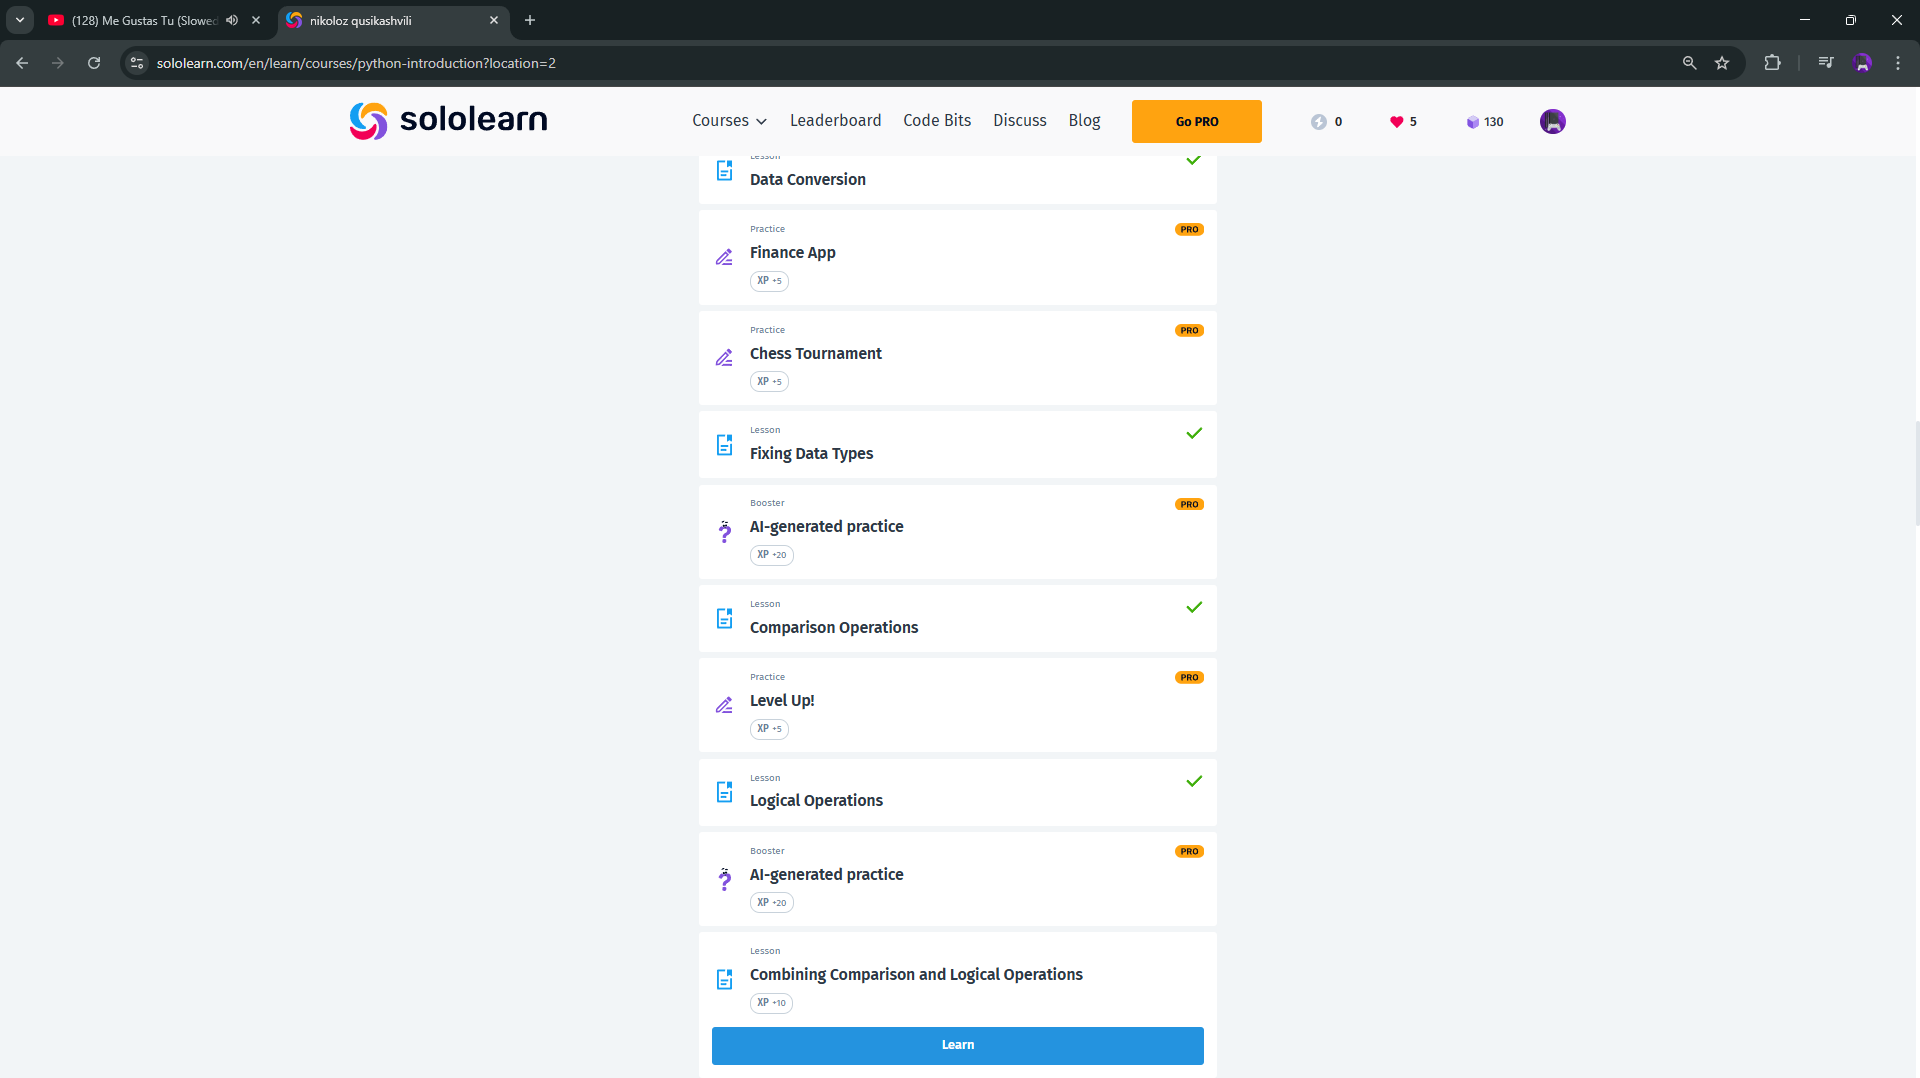 (128) Me Gustas Tu (Slowed
nikoloz qusikashvili
sololearn.com/en/learn/courses/python-introduction?location=2
sololearn
Courses
Leaderboard
Code Bits
Discuss
Blog
Go PRO
0
5
130
Lesson
Data Conversion
Practice
PRO
Finance App
XP +5
Practice
PRO
Chess Tournament
XP +5
Lesson
Fixing Data Types
Booster
PRO
AI-generated practice
XP +20
Lesson
Comparison Operations
Practice
PRO
Level Up!
XP +5
Lesson
Logical Operations
Booster
PRO
AI-generated practice
XP +20
Lesson
Combining Comparison and Logical Operations
XP +10
Learn